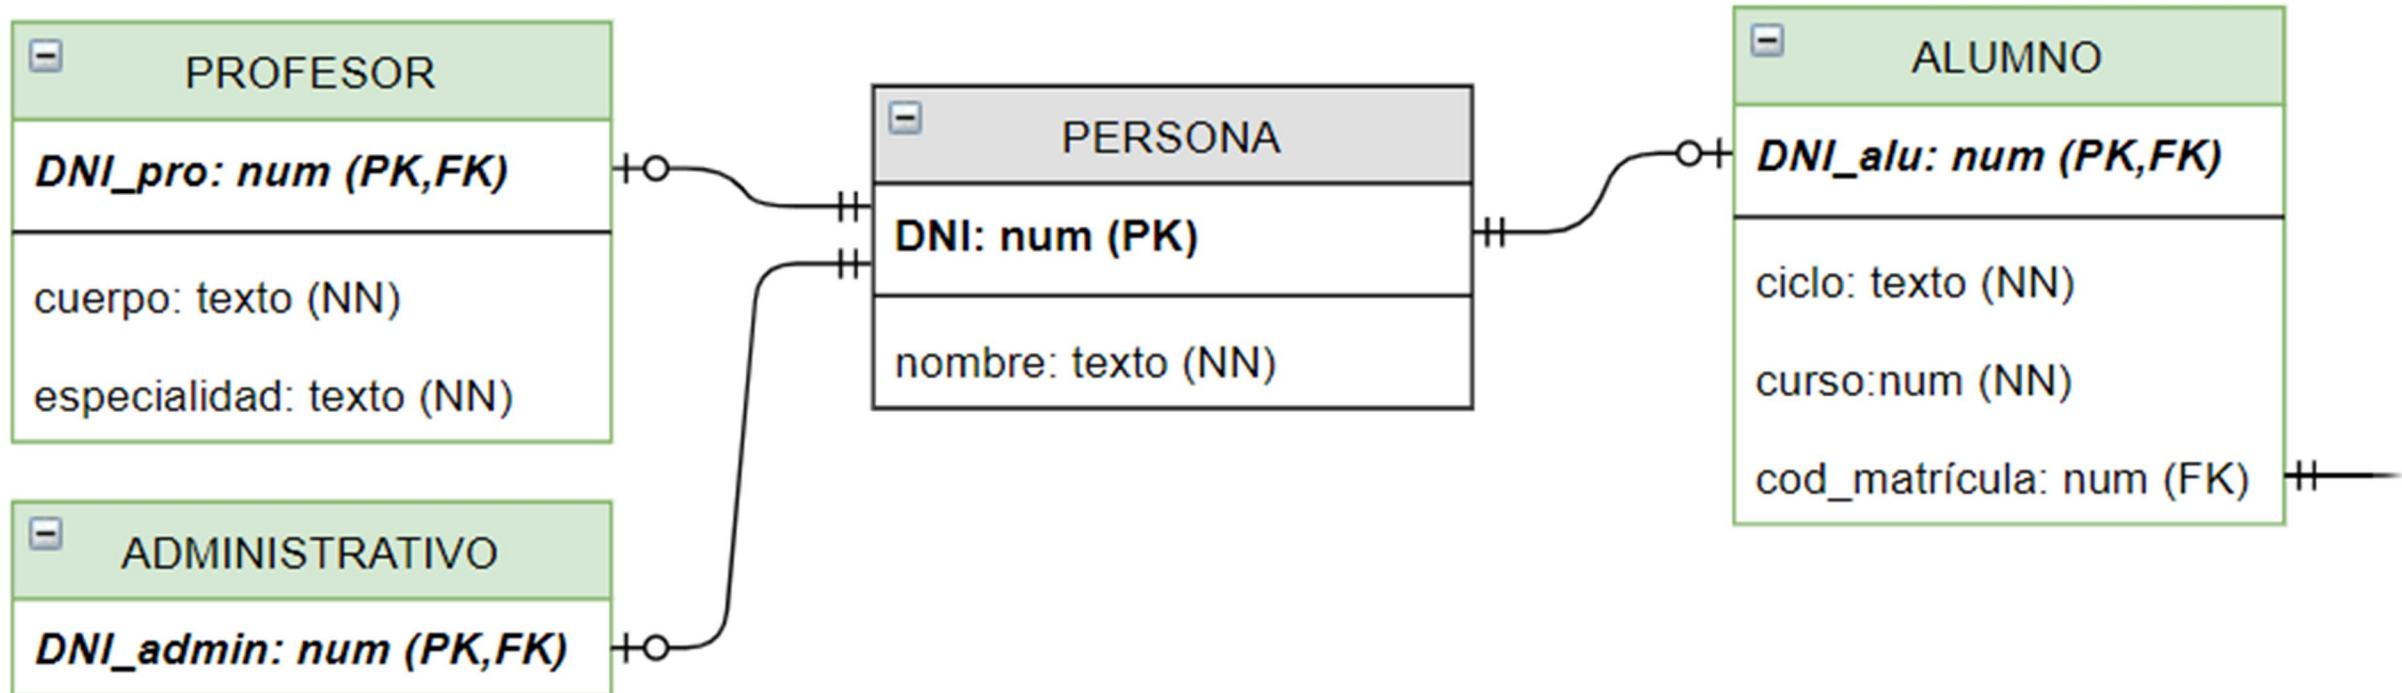 PROFESOR
DNI_pro: num (PK,FK)
cuerpo: texto (NN)
especialidad: texto (NN)
ADMINISTRATIVO
DNI_admin: num (PK,FK)
PERSONA
DNI: num (PK)
nombre: texto (NN)
ALUMNO
DNI_alu: num (PK,FK)
ciclo: texto (NN)
curso:num (NN)
cod_matrícula: num (FK)